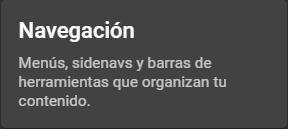 Navegación
Menús, sidenavs y barras de
herramientas que organizan tu
contenido.